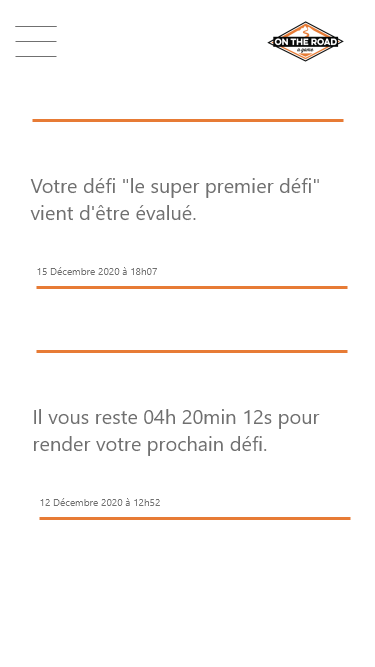 ON THE ROAD
a game
Votre défi "le super premier défi"
vient d'être évalué.
15 Décembre 2020 à 18h07
Il vous reste 04h 20min 12s pour
render votre prochain défi.
12 Décembre 2020 à 12h52